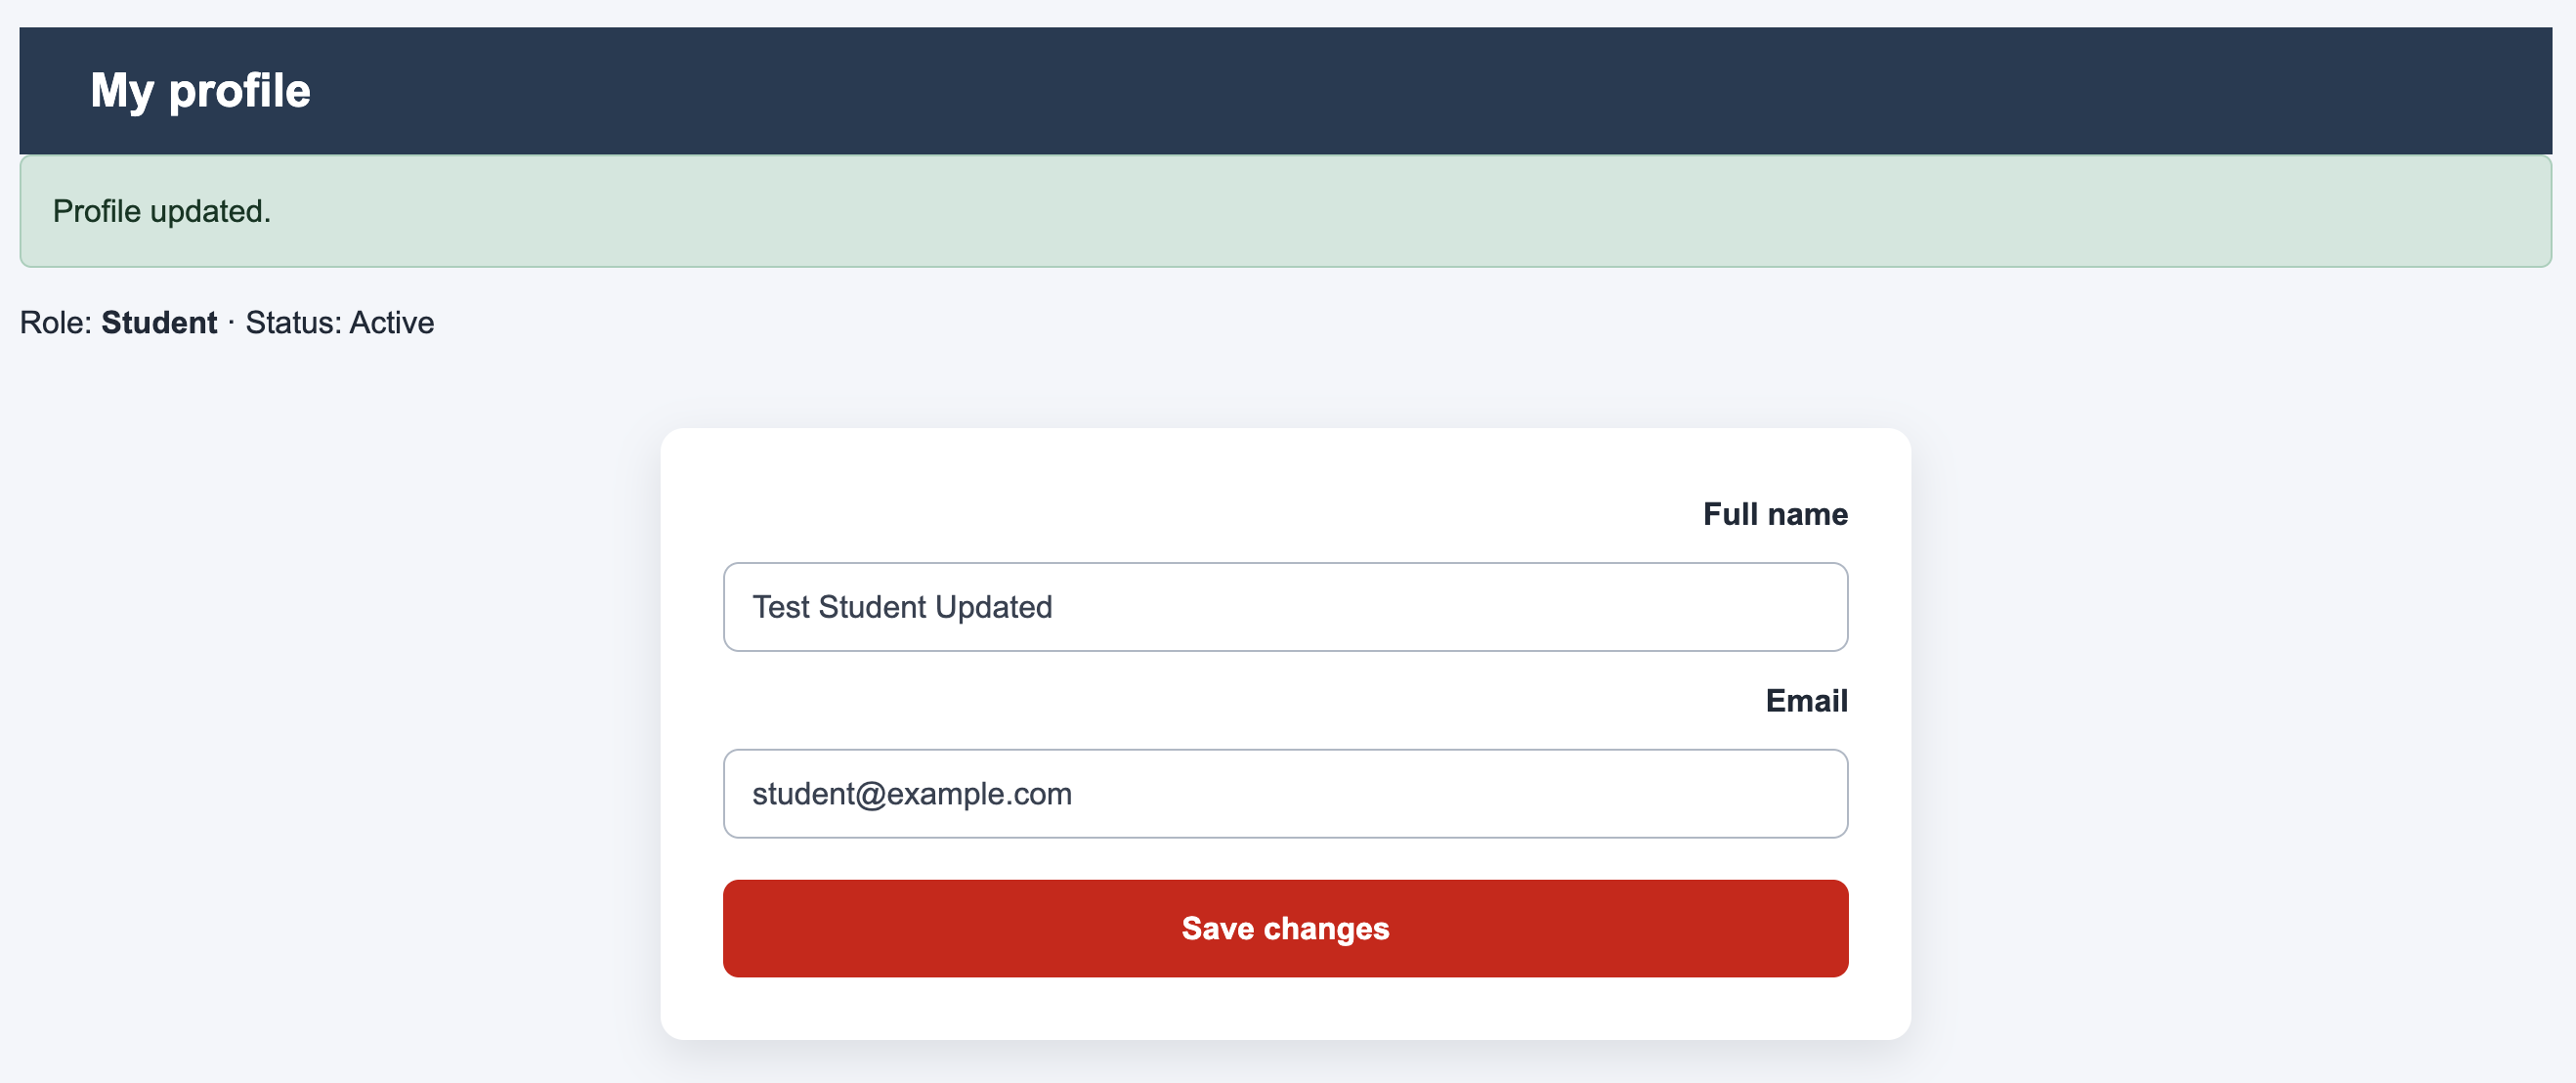 My profile
Profile updated.
Role: Student · Status: Active
Full name
Test Student Updated
Email
student@example.com
Save changes